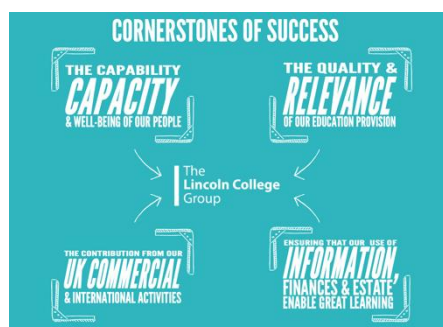 CORNERSTONES OF SUCCESS
THE CAPABILITY
CAPACITY
& WELL-BEING OF OUR PEOPLE
THE QUALITY &
RELEVANCE
OF OUR EDUCATION PROVISION
The
Lincoln College
Group
THE CONTRIBUTION FROM OUR
UK COMMERCIAL
& INTERNATIONAL ACTIVITIES
ENSURING THAT OUR USE OF
INFORMATION,
FINANCES & ESTATE
ENABLE GREAT LEARNING